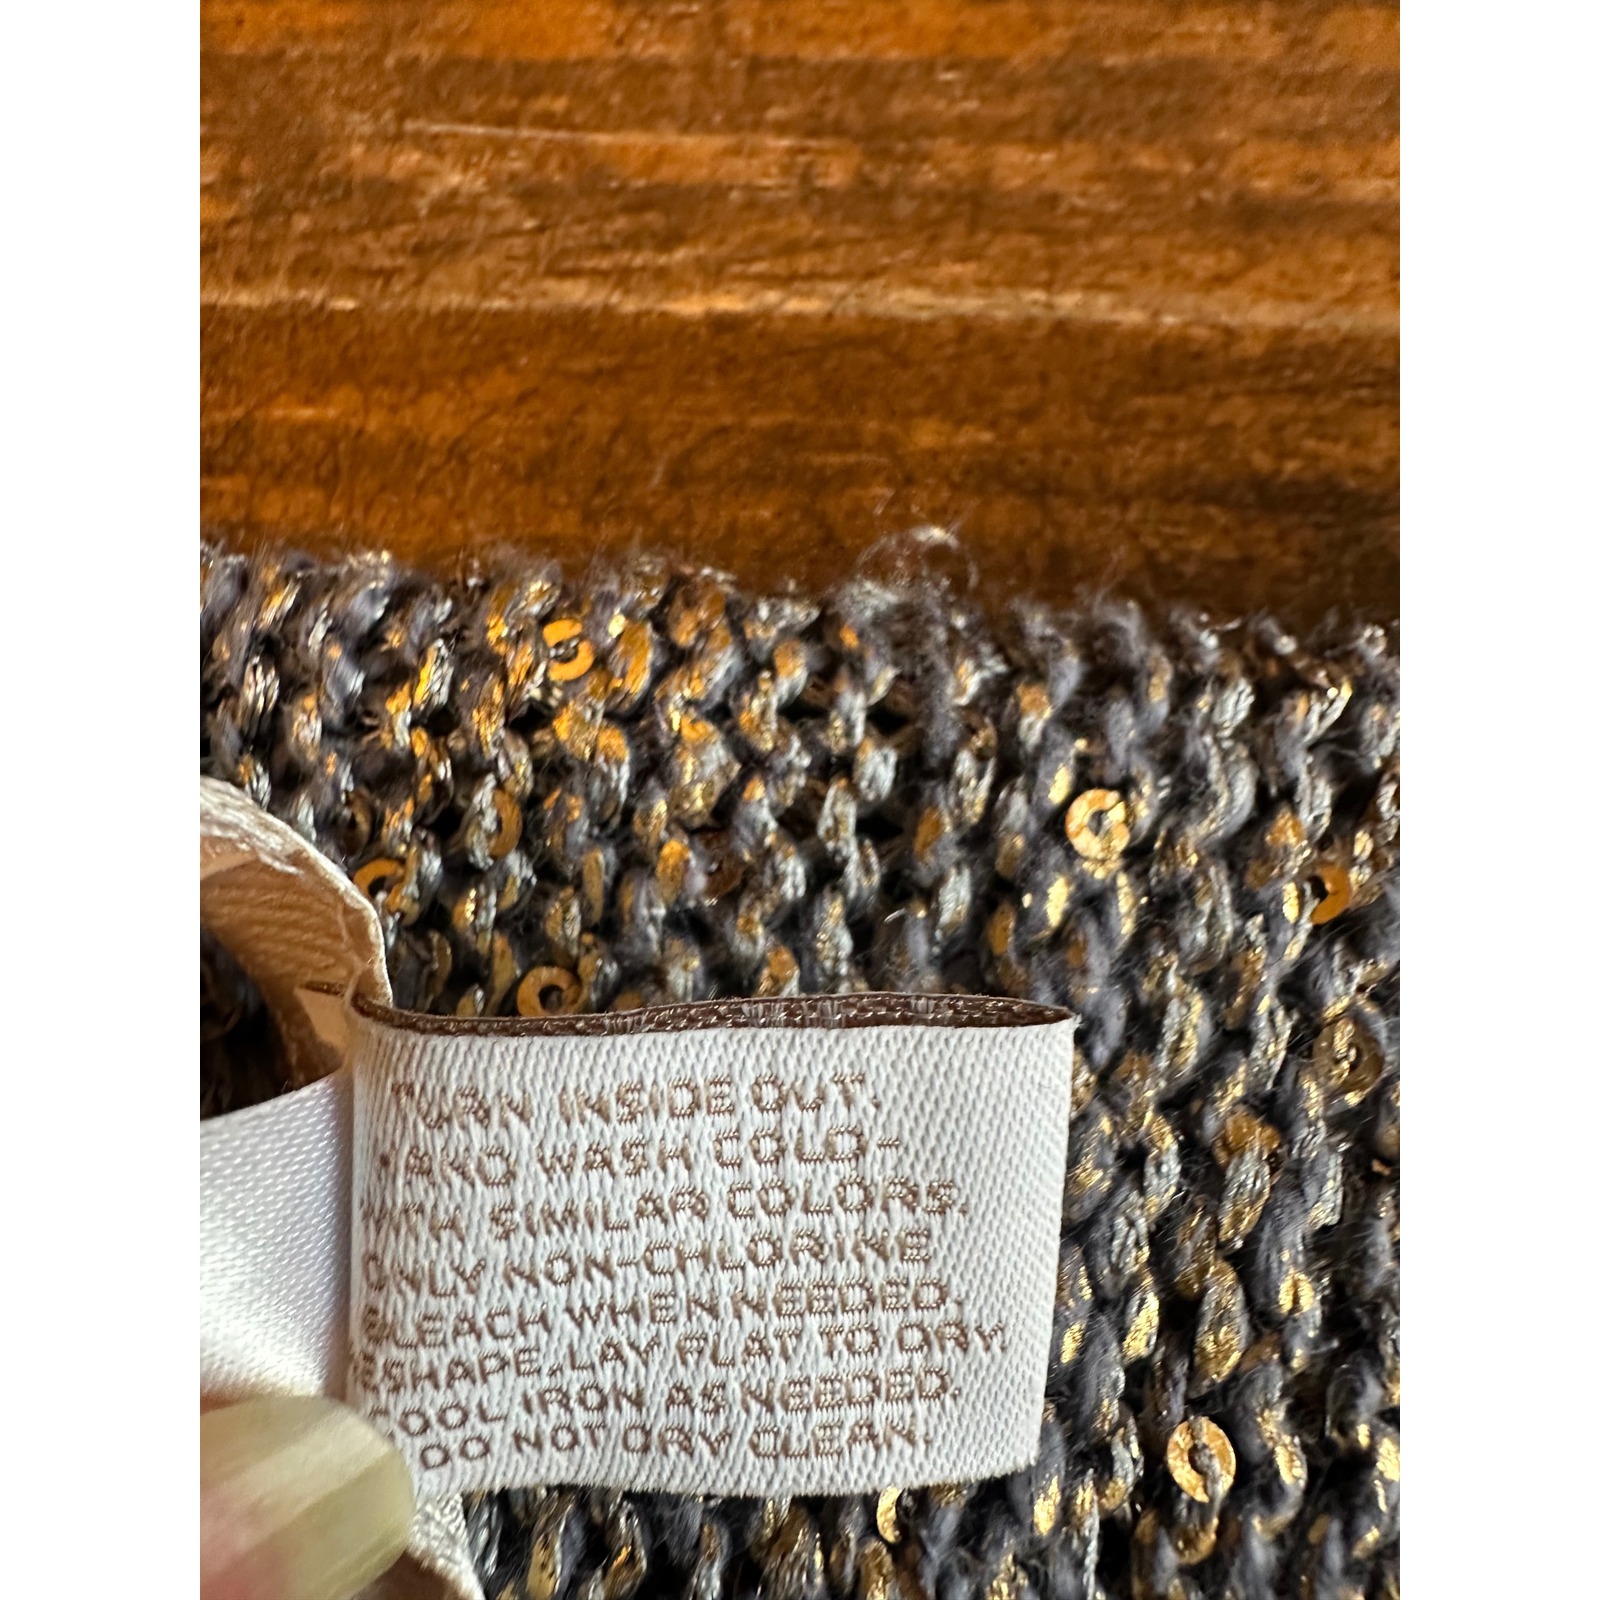 TURN INSIDE OUT,
HAND WASH COLD-
WITH SIMILAR COLORS.
ONLY NON-CHLORINE
BLEACH WHEN NEEDED.
RESHAPE, LAY FLAT TO DRY.
COOL IRON AS NEEDED.
DO NOT DRY CLEAN.